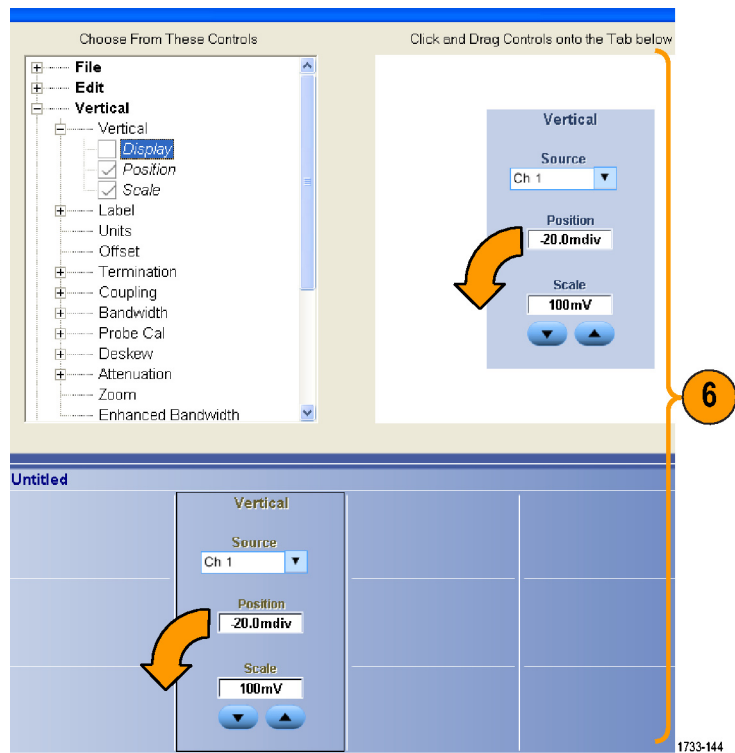 Choose From These Controls
Click and Drag Controls onto the Tab below
File
Edit
Vertical
Vertical
Display
Position
Scale
Label
Units
Offset
Termination
Coupling
Bandwidth
Probe Cal
Deskew
Attenuation
Zoom
Enhanced Bandwidth
Vertical
Source
Ch 1
Position
-20.0mdiv
Scale
100mV
6
Untitled
Vertical
Source
Ch 1
Position
-20.0mdiv
Scale
100mV
1733-144